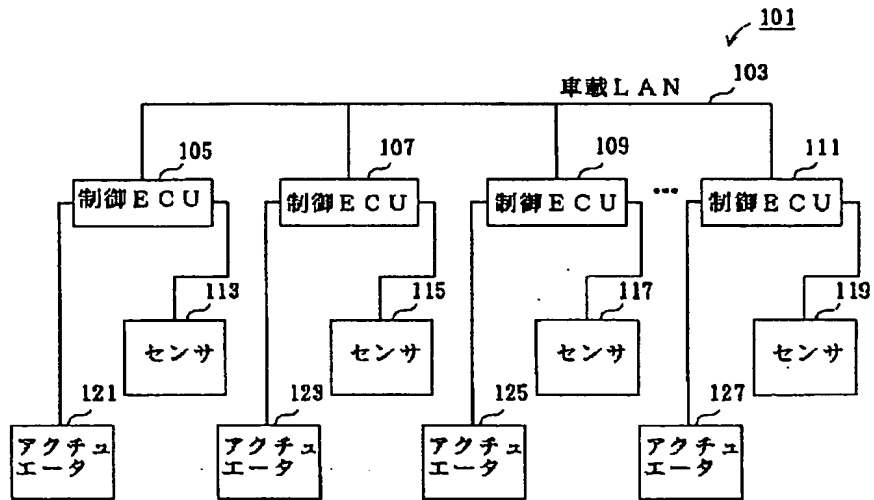 101
車載LAN
103
105
107
109
111
制御ECU
制御ECU
制御ECU
…
制御ECU
113
115
117
119
センサ
センサ
センサ
センサ
121
123
125
127
アクチュ
エータ
アクチュ
エータ
アクチュ
エータ
アクチュ
エータ